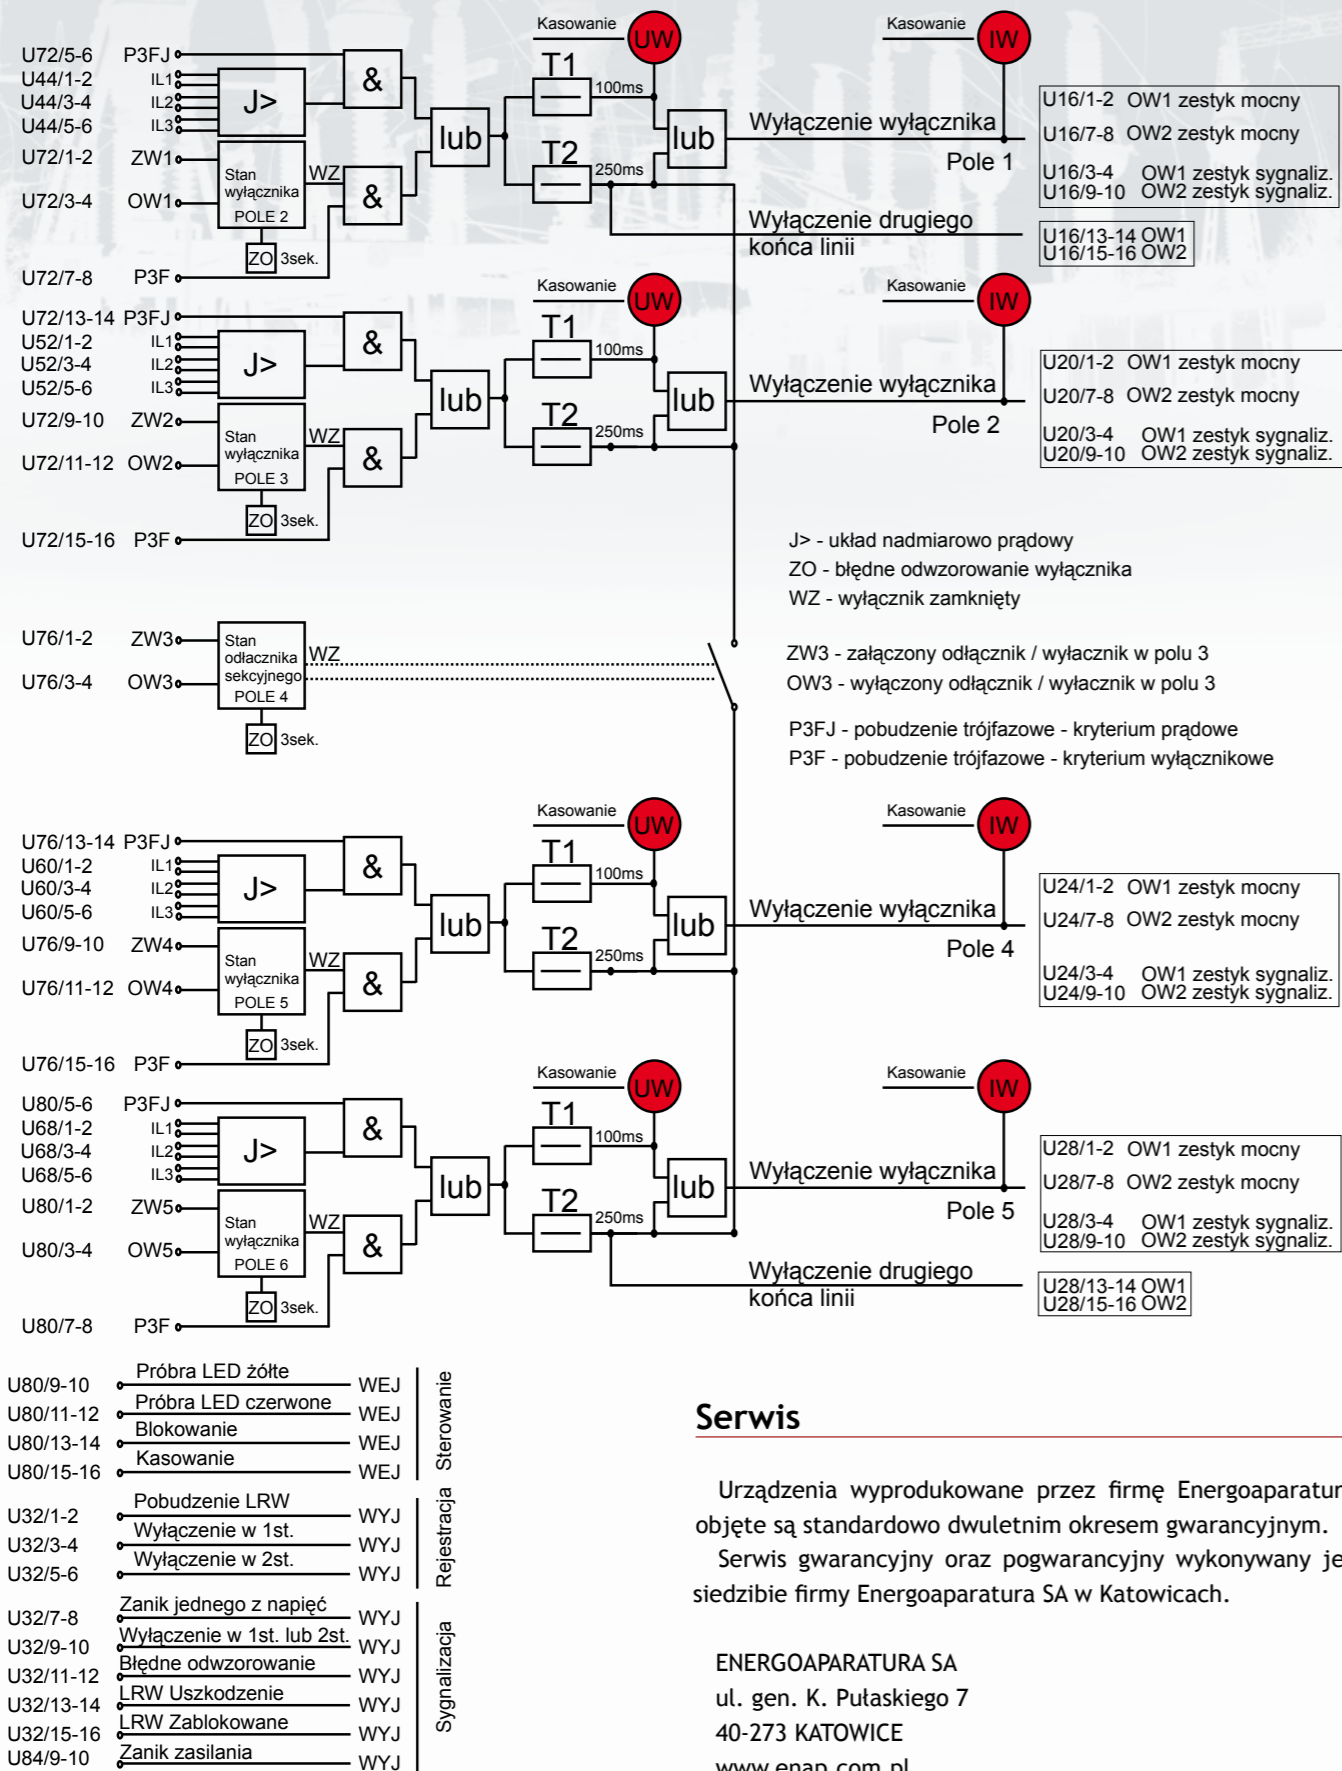 Kasowanie UW
Kasowanie IW
U72/5-6 P3FJ
U44/1-2 IL1
U44/3-4 IL2
U44/5-6 IL3
J>
&
lub
T1
100ms
T2
250ms
lub
Wyłączenie wyłącznika
Pole 1
U72/1-2 ZW1
U72/3-4 OW1
Stan
wyłącznika
POLE 2
WZ
&
ZO 3sek.
U72/7-8 P3F
Wyłączenie drugiego
końca linii
U16/1-2 OW1 zestyk mocny
U16/7-8 OW2 zestyk mocny
U16/3-4 OW1 zestyk sygnaliz.
U16/9-10 OW2 zestyk sygnaliz.
U16/13-14 OW1
U16/15-16 OW2
Kasowanie UW
Kasowanie IW
U72/13-14 P3FJ
U52/1-2 IL1
U52/3-4 IL2
U52/5-6 IL3
J>
&
lub
T1
100ms
T2
250ms
lub
Wyłączenie wyłącznika
Pole 2
U72/9-10 ZW2
U72/11-12 OW2
Stan
wyłącznika
POLE 3
WZ
&
ZO 3sek.
U72/15-16 P3F
U20/1-2 OW1 zestyk mocny
U20/7-8 OW2 zestyk mocny
U20/3-4 OW1 zestyk sygnaliz.
U20/9-10 OW2 zestyk sygnaliz.
J> - układ nadmiarowo prądowy
ZO - błędne odwzorowanie wyłącznika
WZ - wyłącznik zamknięty
ZW3 - załączony odłącznik / wyłacznik w polu 3
OW3 - wyłączony odłącznik / wyłacznik w polu 3
P3FJ - pobudzenie trójfazowe - kryterium prądowe
P3F - pobudzenie trójfazowe - kryterium wyłącznikowe
U76/1-2 ZW3
U76/3-4 OW3
Stan
odłacznika
sekcyjnego
POLE 4
WZ
ZO 3sek.
Kasowanie UW
Kasowanie IW
U76/13-14 P3FJ
U60/1-2 IL1
U60/3-4 IL2
U60/5-6 IL3
J>
&
lub
T1
100ms
T2
250ms
lub
Wyłączenie wyłącznika
Pole 4
U76/9-10 ZW4
U76/11-12 OW4
Stan
wyłącznika
POLE 5
WZ
&
ZO 3sek.
U76/15-16 P3F
U24/1-2 OW1 zestyk mocny
U24/7-8 OW2 zestyk mocny
U24/3-4 OW1 zestyk sygnaliz.
U24/9-10 OW2 zestyk sygnaliz.
Kasowanie UW
Kasowanie IW
U80/5-6 P3FJ
U68/1-2 IL1
U68/3-4 IL2
U68/5-6 IL3
J>
&
lub
T1
100ms
T2
250ms
lub
Wyłączenie wyłącznika
Pole 5
U80/1-2 ZW5
U80/3-4 OW5
Stan
wyłącznika
POLE 6
WZ
&
ZO 3sek.
U80/7-8 P3F
Wyłączenie drugiego
końca linii
U28/1-2 OW1 zestyk mocny
U28/7-8 OW2 zestyk mocny
U28/3-4 OW1 zestyk sygnaliz.
U28/9-10 OW2 zestyk sygnaliz.
U28/13-14 OW1
U28/15-16 OW2
U80/9-10 Próbra LED żółte WEJ
U80/11-12 Próbra LED czerwone WEJ
U80/13-14 Blokowanie WEJ
U80/15-16 Kasowanie WEJ
Sterowanie
U32/1-2 Pobudzenie LRW WYJ
U32/3-4 Wyłączenie w 1st. WYJ
U32/5-6 Wyłączenie w 2st. WYJ
Rejestracja
U32/7-8 Zanik jednego z napięć WYJ
U32/9-10 Wyłączenie w 1st. lub 2st. WYJ
U32/11-12 Błędne odwzorowanie WYJ
U32/13-14 LRW Uszkodzenie WYJ
U32/15-16 LRW Zablokowane WYJ
U84/9-10 Zanik zasilania WYJ
Sygnalizacja
Serwis
Urządzenia wyprodukowane przez firmę Energoaparatur
objęte są standardowo dwuletnim okresem gwarancyjnym.
Serwis gwarancyjny oraz pogwarancyjny wykonywany je
siedzibie firmy Energoaparatura SA w Katowicach.
ENERGOAPARATURA SA
ul. gen. K. Pułaskiego 7
40-273 KATOWICE
www.enap.com.pl